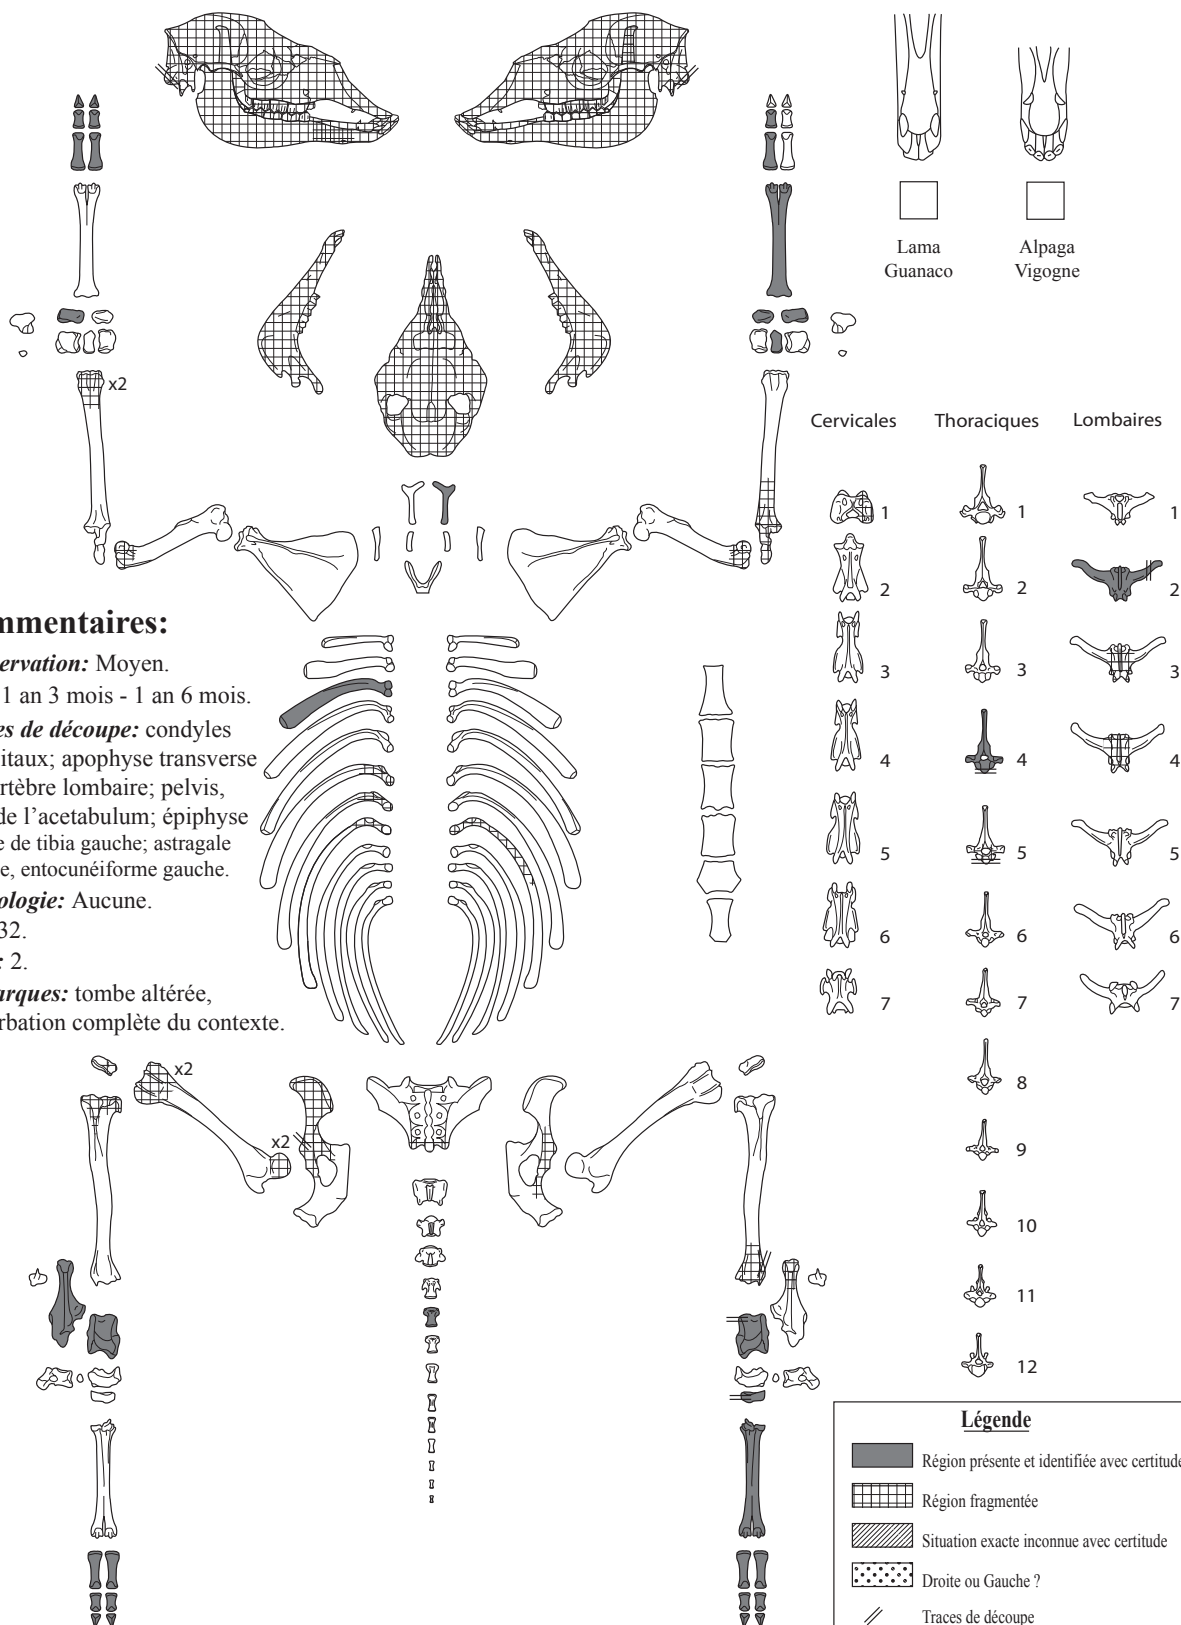 Lama
Guanaco
Alpaga
Vigogne
x2
Cervicales
Thoraciques
Lombaires
1
2
3
4
5
6
7
1
2
3
4
5
6
7
8
9
10
11
12
1
2
3
4
5
6
7
mmentaires:
ervation: Moyen.
1 an 3 mois - 1 an 6 mois.
es de découpe: condyles
itaux; apophyse transverse
rtèbre lombaire; pelvis,
de l'acetabulum; épiphyse
e de tibia gauche; astragale
e, entocunéiforme gauche.
ologie: Aucune.
32.
: 2.
arques: tombe altérée,
rbation complète du contexte.
x2
x2
Légende
Région présente et identifiée avec certitude
Région fragmentée
Situation exacte inconnue avec certitude
Droite ou Gauche ?
Traces de découpe